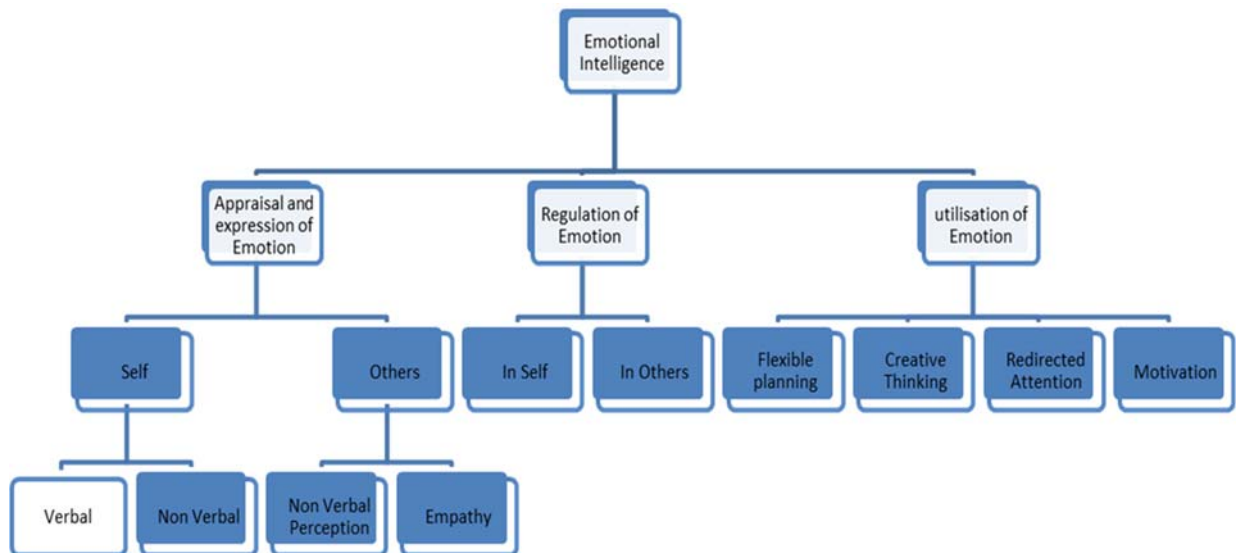 Emotional
Intelligence
Appraisal and
expression of
Emotion
Regulation of
Emotion
utilisation of
Emotion
Self
Others
In Self
In Others
Flexible
planning
Creative
Thinking
Redirected
Attention
Motivation
Verbal
Non Verbal
Non Verbal
Perception
Empathy